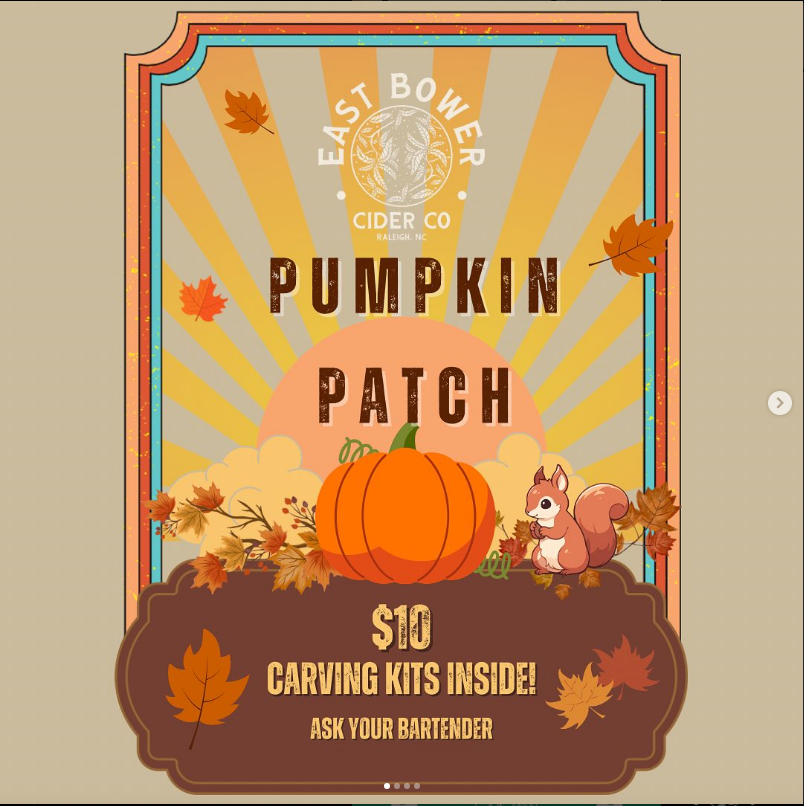 EAST BOWER
CIDER CO
RALEIGH, NC
PUMPKIN
PATCH
$10
CARVING KITS INSIDE!
ASK YOUR BARTENDER